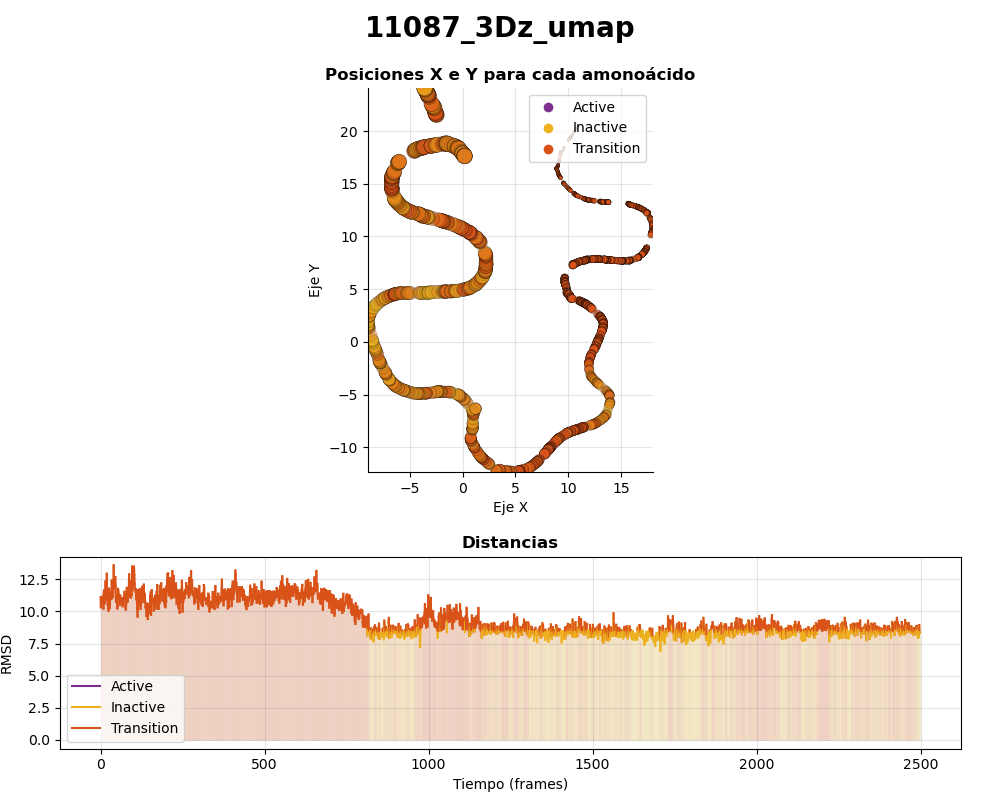 11087_3Dz_umap
Posiciones X e Y para cada amonoácido
Active
Inactive
Transition
20
15
10
5
0
−5
−10
Eje Y
−5 0 5 10 15
Eje X
Distancias
12.5
10.0
7.5
5.0
2.5
0.0
RMSD
Active
Inactive
Transition
0 500 1000 1500 2000 2500
Tiempo (frames)